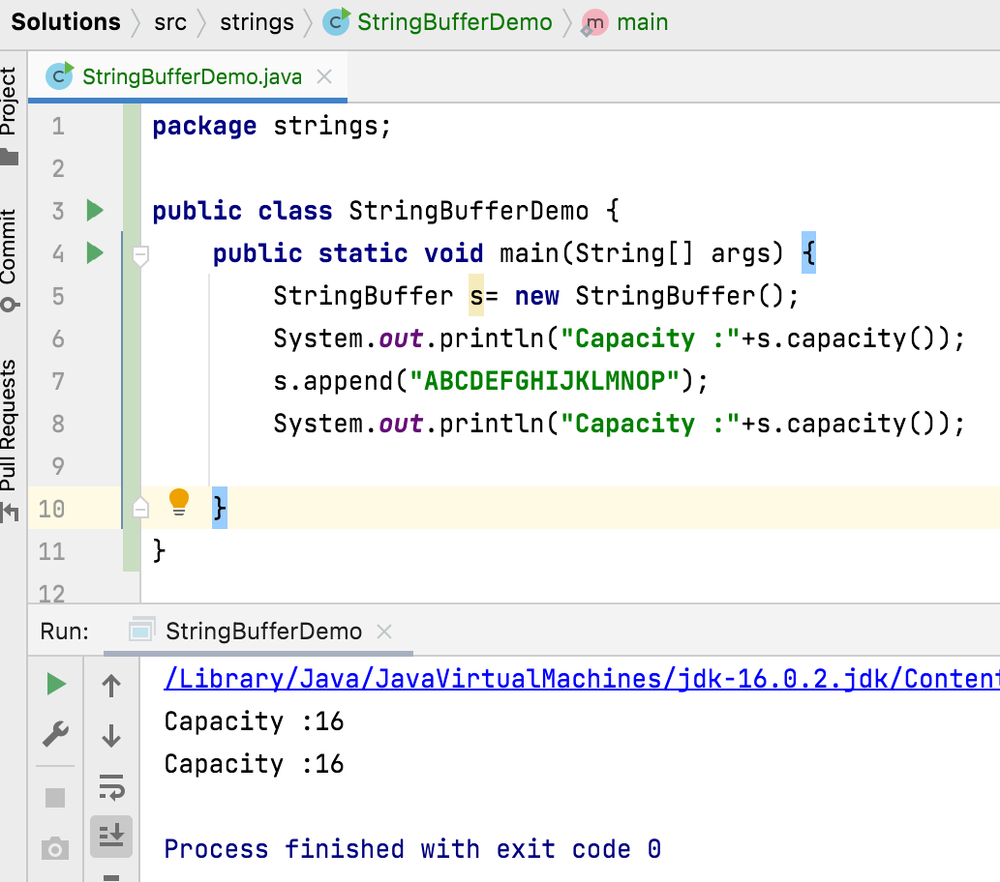 Solutions src strings StringBufferDemo main
StringBufferDemo.java
Project
Commit
Pull Requests
1 package strings;
2
3 public class StringBufferDemo {
4 public static void main(String[] args) {
5 StringBuffer s= new StringBuffer();
6 System.out.println("Capacity :"+s.capacity());
7 s.append("ABCDEFGHIJKLMNOP");
8 System.out.println("Capacity :"+s.capacity());
9
10 }
11 }
12
Run: StringBufferDemo
/Library/Java/JavaVirtualMachines/jdk-16.0.2.jdk/Content
Capacity :16
Capacity :16
Process finished with exit code 0